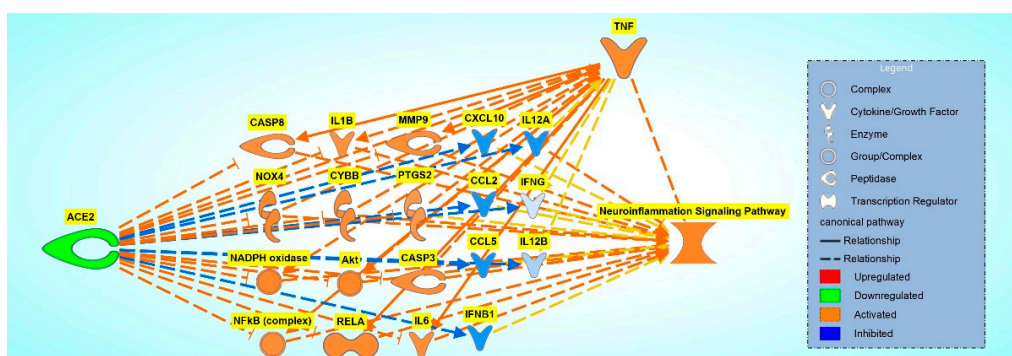 TNF
CASP8
IL1B
MMP9
CXCL10
IL12A
NOX4
CYBB
PTGS2
CCL2
IFNG
ACE2
Neuroinflammation Signaling Pathway
CCL5
IL12B
NADPH oxidase
Akt
CASP3
NFkB (complex)
RELA
IL6
IFNB1
Legend
Complex
Cytokine/Growth Factor
Enzyme
Group/Complex
Peptidase
Transcription Regulator
canonical pathway
Relationship
Relationship
Upregulated
Downregulated
Activated
Inhibited